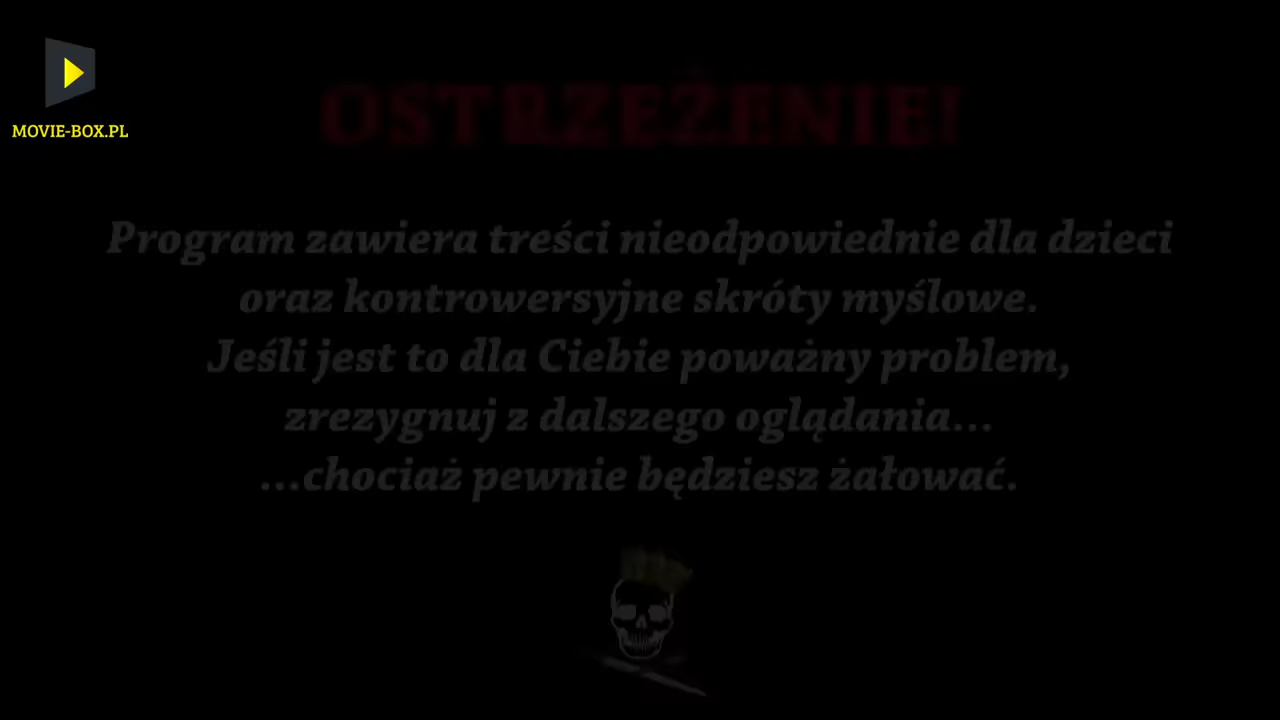 MOVIE-BOX.PL
OSTRZEŻENIE!
Program zawiera treści nieodpowiednie dla dzieci
oraz kontrowersyjne skróty myślowe.
Jeśli jest to dla Ciebie poważny problem,
zrezygnuj z dalszego oglądania...
...chociaż pewnie będziesz żałować.